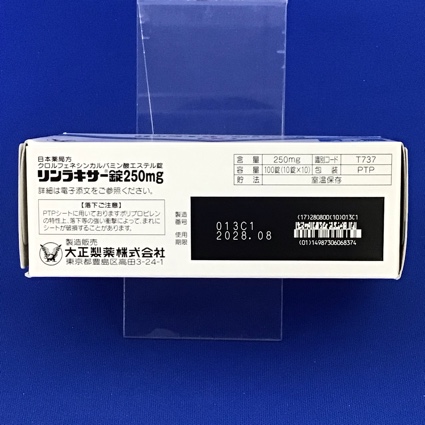 日本薬局方
クロルフェネシンカルバミン酸エステル錠
リンラキサー錠250mg
詳細は電子添文をご参照ください。
【落下ご注意】
PTPシートに用いておりますポリプロピレン
の特性上、落下等の強い衝撃によって、まれに
シートが破損することがあります。
製造販売
大正製薬株式会社
東京都豊島区高田3-24-1
含量 250mg 識別コード T737
容量 100錠(10錠×10) 包装 PTP
貯法 室温保存
製造番号 013C1
使用期限 2028.08
(17)280800(10)013C1
(01)14987306068374